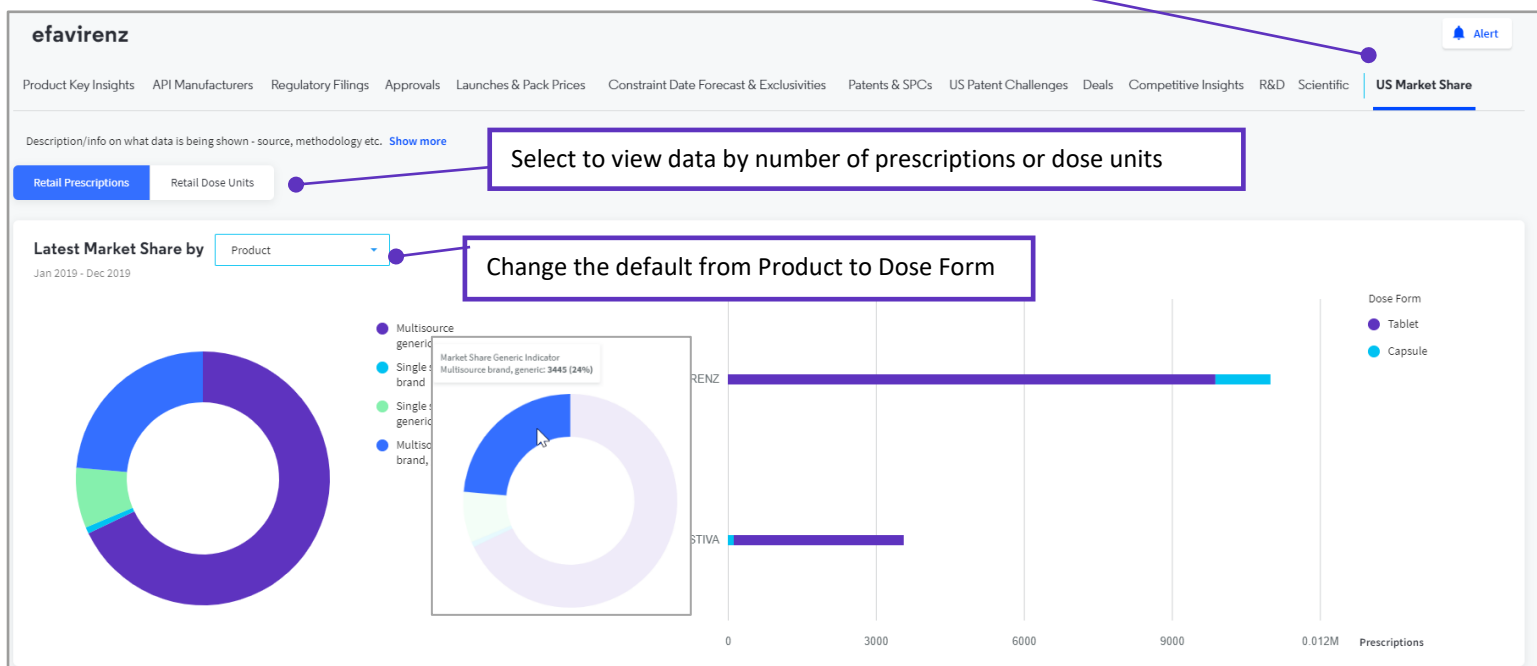 efavirenz
Alert
Product Key Insights API Manufacturers Regulatory Filings Approvals Launches & Pack Prices Constraint Date Forecast & Exclusivities Patents & SPCs US Patent Challenges Deals Competitive Insights R&D Scientific US Market Share
Description/info on what data is being shown - source, methodology etc. Show more
Select to view data by number of prescriptions or dose units
Retail Prescriptions Retail Dose Units
Latest Market Share by Product
Jan 2019 - Dec 2019
Change the default from Product to Dose Form
Multisource
generic
Single
brand
Single
generic
brand,
Market Share Generic Indicator
Multisource brand, generic: 3445 (24%)
RENZ
STIVA
Dose Form
Tablet
Capsule
0 3000 6000 9000 0.012M Prescriptions